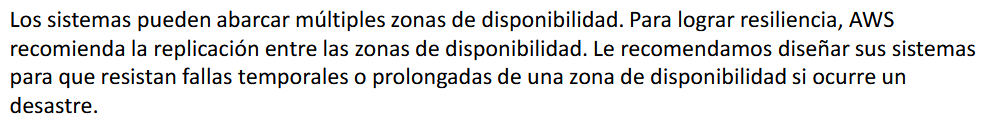 Los sistemas pueden abarcar múltiples zonas de disponibilidad. Para lograr resiliencia, AWS
recomienda la replicación entre las zonas de disponibilidad. Le recomendamos diseñar sus sistemas
para que resistan fallas temporales o prolongadas de una zona de disponibilidad si ocurre un
desastre.